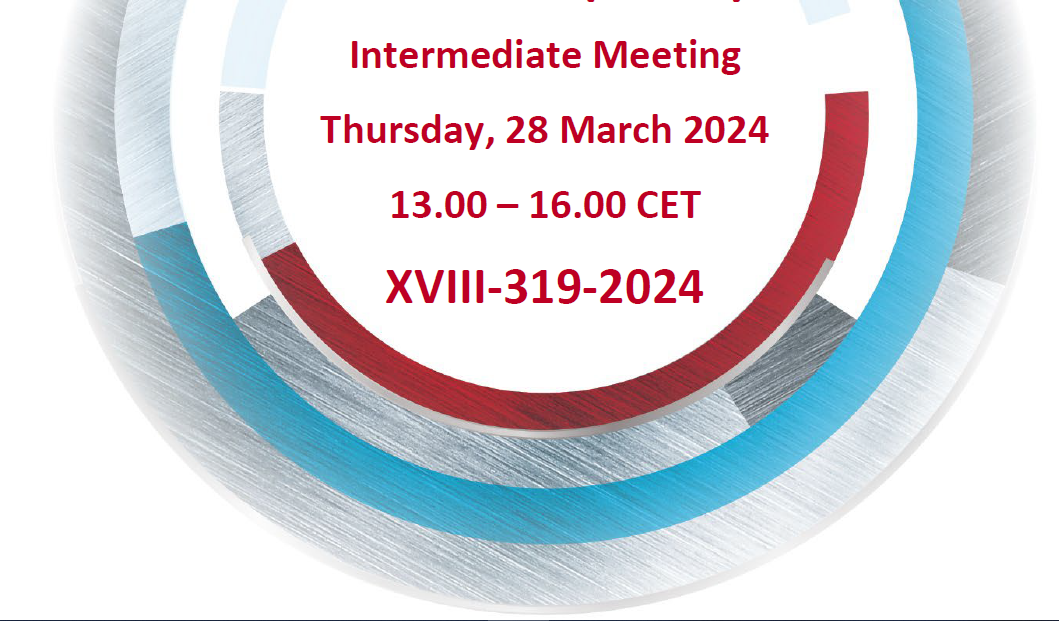 Intermediate Meeting
Thursday, 28 March 2024
13.00 – 16.00 CET
XVIII-319-2024